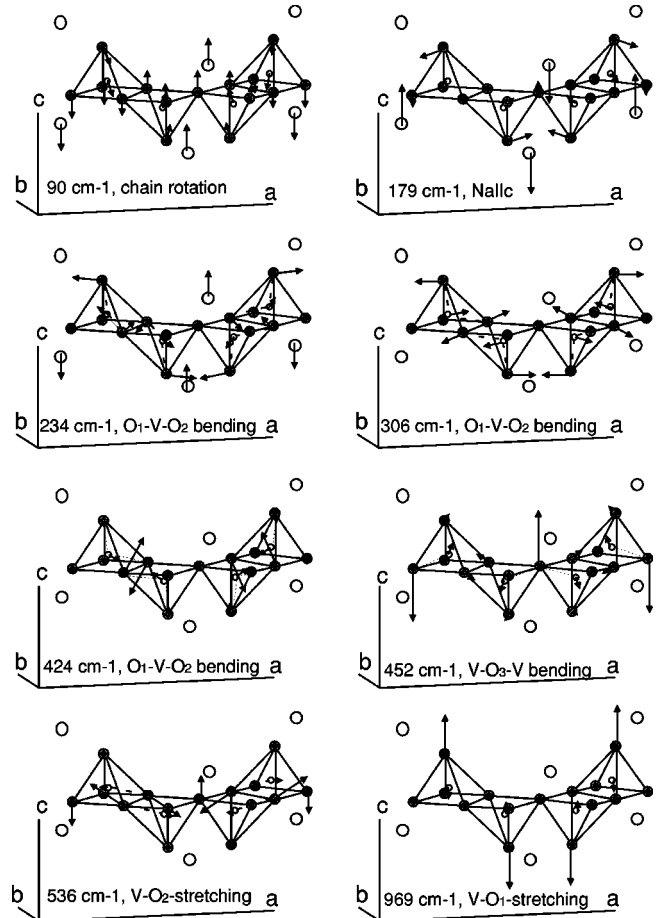 c
b
90 cm-1, chain rotation
a
c
b
179 cm-1, NaIIc
a
c
b
234 cm-1, O1-V-O2 bending
a
c
b
306 cm-1, O1-V-O2 bending
a
c
b
424 cm-1, O1-V-O2 bending
a
c
b
452 cm-1, V-O3-V bending
a
c
b
536 cm-1, V-O2-stretching
a
c
b
969 cm-1, V-O1-stretching
a